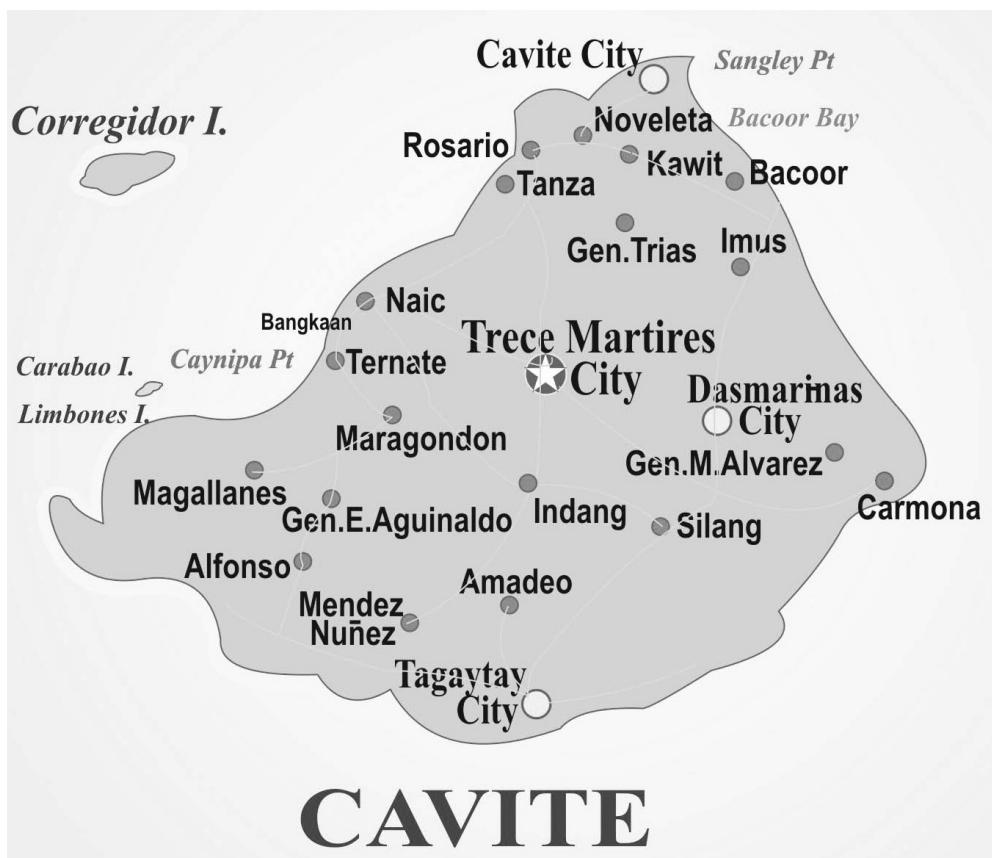 Cavite City
Sangley Pt
Corregidor I.
Noveleta
Bacoor Bay
Rosario
Kawit
Bacoor
Tanza
Gen.Trias
Imus
Naic
Bangkaan
Trece Martires
City
Caynipa Pt
Ternate
Carabao I.
Limbones I.
Dasmarinas
City
Maragondon
Gen.M.Alvarez
Magallanes
Gen.E.Aguinaldo
Indang
Carmona
Silang
Alfonso
Amadeo
Mendez
Nuñez
Tagaytay
City
CAVITE